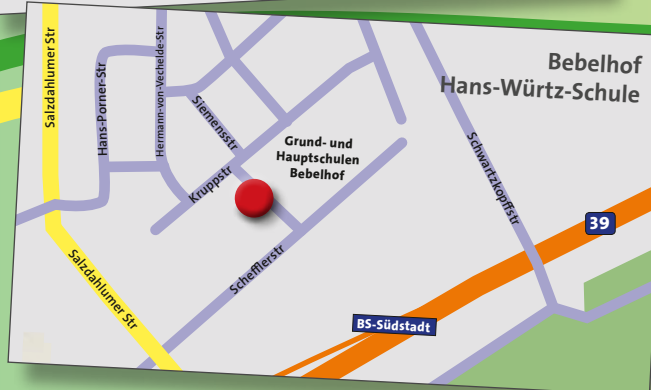 Bebelhof
Hans-Würtz-Schule
Salzdahlumer Str
Hans-Porner-Str
Hermann-von-Vechelde-Str
Siemensstr
Grund- und
Hauptschulen
Bebelhof
Kruppstr
Schwartzkopffstr
39
Schefflerstr
Salzdahlumer Str
BS-Südstadt